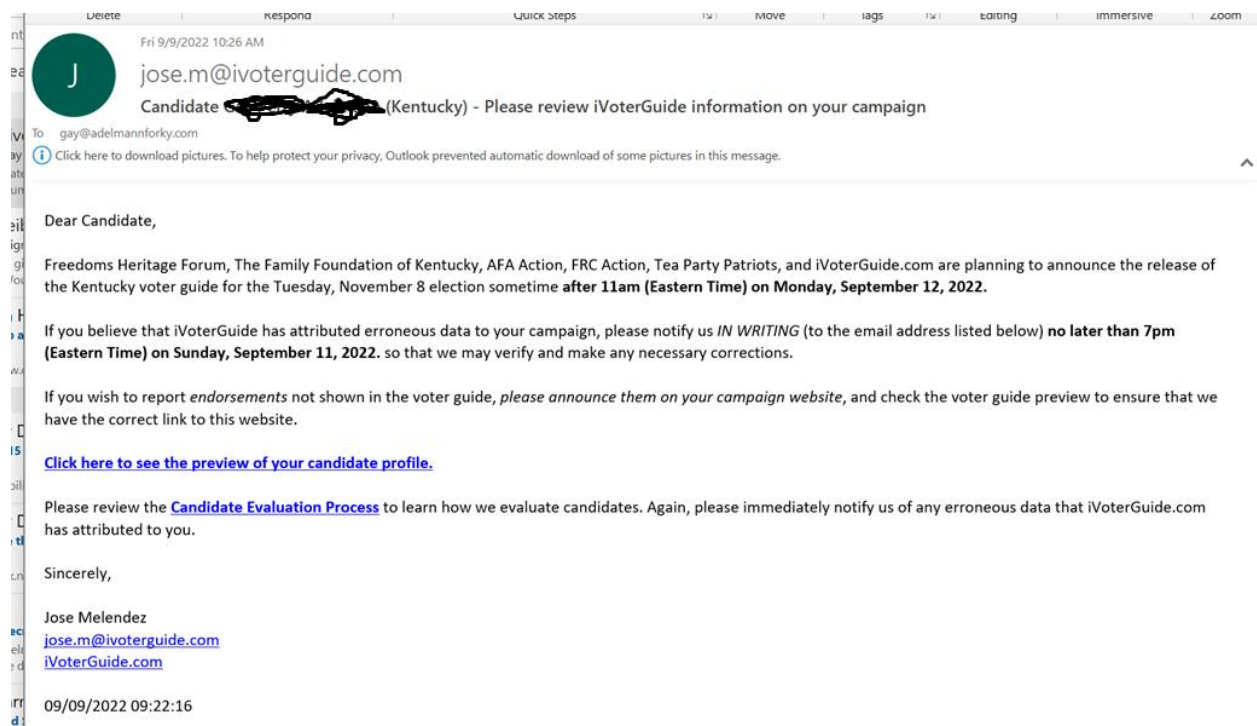 Delete Respond Quick Steps Move Tags Editing Immersive Zoom
Fri 9/9/2022 10:26 AM
J
jose.m@ivoterguide.com
Candidate (Kentucky) - Please review iVoterGuide information on your campaign
To gay@adelmannforky.com
Click here to download pictures. To help protect your privacy, Outlook prevented automatic download of some pictures in this message.
Dear Candidate,
Freedoms Heritage Forum, The Family Foundation of Kentucky, AFA Action, FRC Action, Tea Party Patriots, and iVoterGuide.com are planning to announce the release of
the Kentucky voter guide for the Tuesday, November 8 election sometime after 11am (Eastern Time) on Monday, September 12, 2022.
If you believe that iVoterGuide has attributed erroneous data to your campaign, please notify us IN WRITING (to the email address listed below) no later than 7pm
(Eastern Time) on Sunday, September 11, 2022. so that we may verify and make any necessary corrections.
If you wish to report endorsements not shown in the voter guide, please announce them on your campaign website, and check the voter guide preview to ensure that we
have the correct link to this website.
Click here to see the preview of your candidate profile.
Please review the Candidate Evaluation Process to learn how we evaluate candidates. Again, please immediately notify us of any erroneous data that iVoterGuide.com
has attributed to you.
Sincerely,
Jose Melendez
jose.m@ivoterguide.com
iVoterGuide.com
09/09/2022 09:22:16